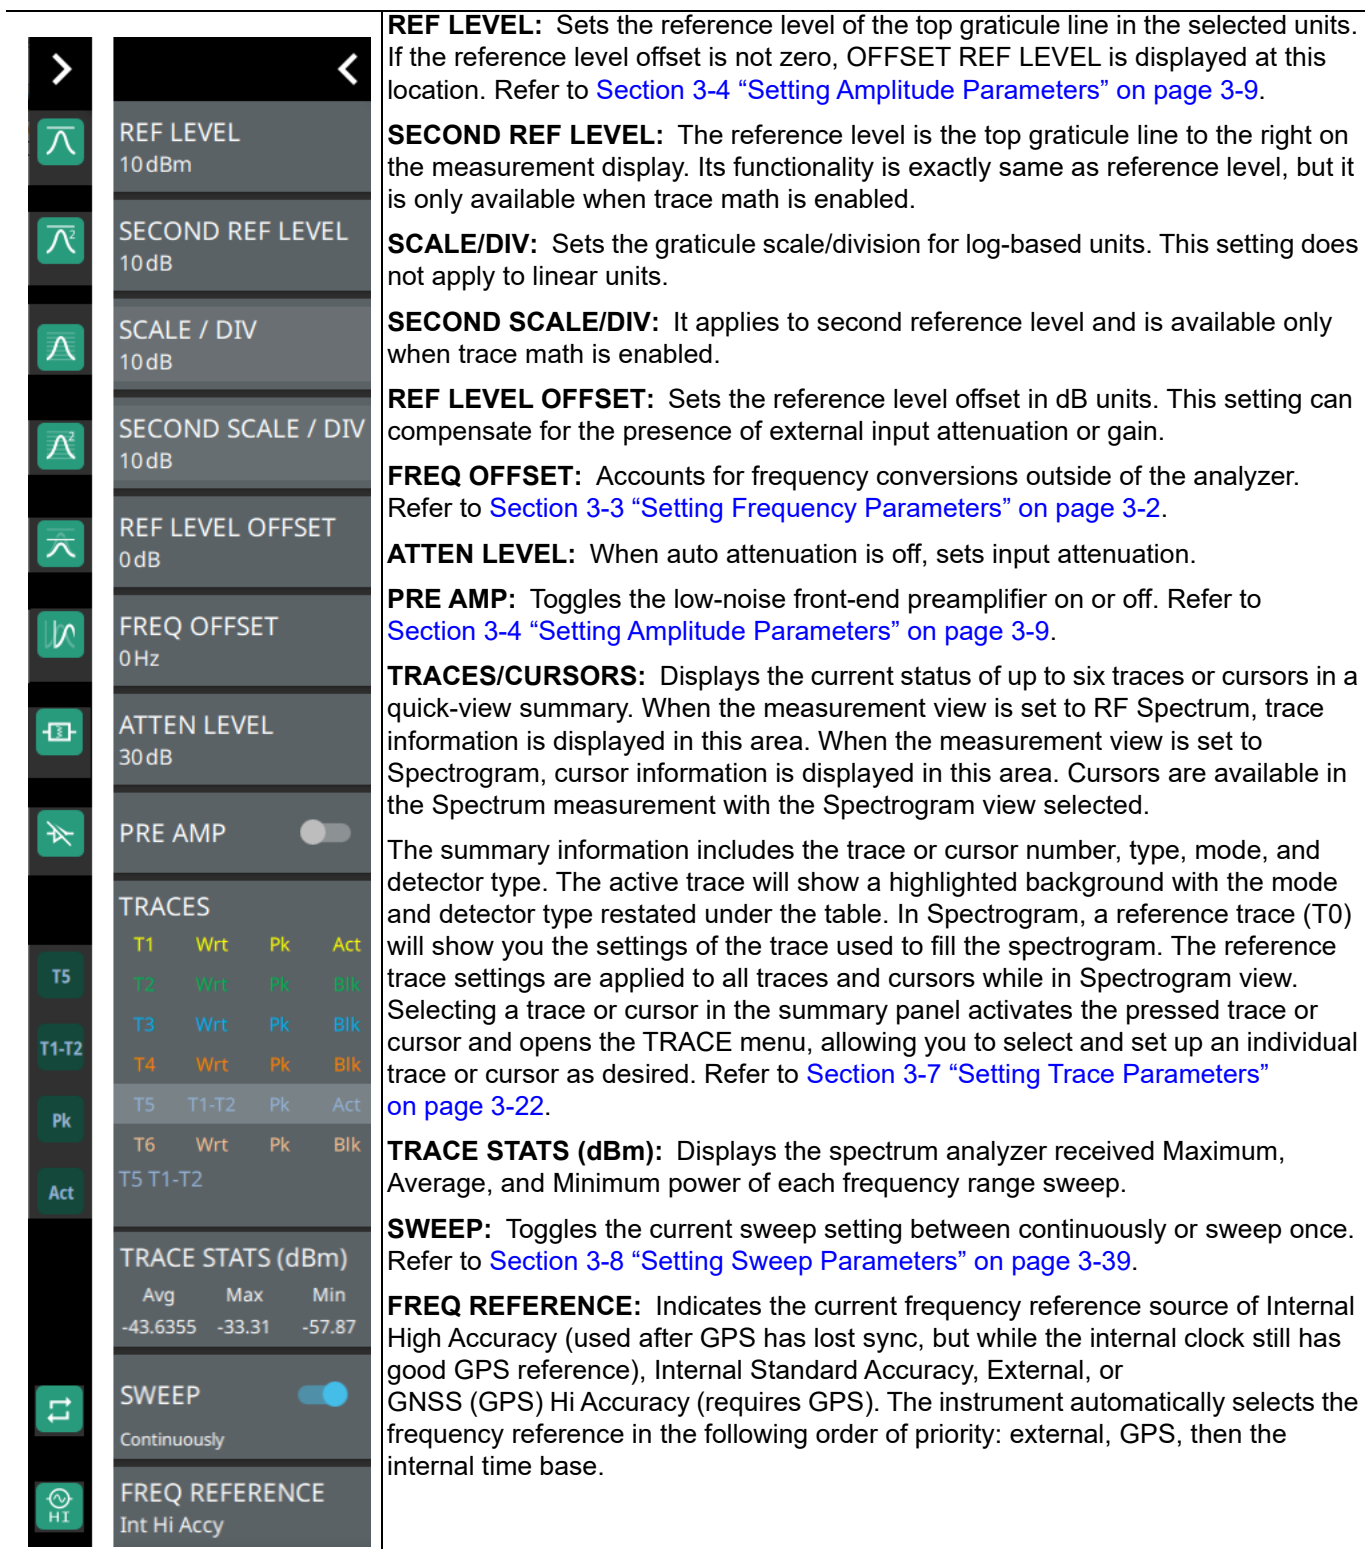 REF LEVEL
10 dBm
2
SECOND REF LEVEL
10 dB
SCALE / DIV
10 dB
2
SECOND SCALE / DIV
10 dB
REF LEVEL OFFSET
0 dB
FREQ OFFSET
0 Hz
ATTEN LEVEL
30 dB
PRE AMP
TRACES
T1 Wrt Pk Act
T2 Wrt Pk Blk
T3 Wrt Pk Blk
T4 Wrt Pk Blk
T5 T1-T2 Pk Act
T6 Wrt Pk Blk
T5 T1-T2
T5
T1-T2
Pk
Act
TRACE STATS (dBm)
Avg Max Min
-43.6355 -33.31 -57.87
SWEEP
Continuously
HI
FREQ REFERENCE
Int Hi Accy
REF LEVEL: Sets the reference level of the top graticule line in the selected units.
If the reference level offset is not zero, OFFSET REF LEVEL is displayed at this
location. Refer to Section 3-4 “Setting Amplitude Parameters” on page 3-9.
SECOND REF LEVEL: The reference level is the top graticule line to the right on
the measurement display. Its functionality is exactly same as reference level, but it
is only available when trace math is enabled.
SCALE/DIV: Sets the graticule scale/division for log-based units. This setting does
not apply to linear units.
SECOND SCALE/DIV: It applies to second reference level and is available only
when trace math is enabled.
REF LEVEL OFFSET: Sets the reference level offset in dB units. This setting can
compensate for the presence of external input attenuation or gain.
FREQ OFFSET: Accounts for frequency conversions outside of the analyzer.
Refer to Section 3-3 “Setting Frequency Parameters” on page 3-2.
ATTEN LEVEL: When auto attenuation is off, sets input attenuation.
PRE AMP: Toggles the low-noise front-end preamplifier on or off. Refer to
Section 3-4 “Setting Amplitude Parameters” on page 3-9.
TRACES/CURSORS: Displays the current status of up to six traces or cursors in a
quick-view summary. When the measurement view is set to RF Spectrum, trace
information is displayed in this area. When the measurement view is set to
Spectrogram, cursor information is displayed in this area. Cursors are available in
the Spectrum measurement with the Spectrogram view selected.
The summary information includes the trace or cursor number, type, mode, and
detector type. The active trace will show a highlighted background with the mode
and detector type restated under the table. In Spectrogram, a reference trace (T0)
will show you the settings of the trace used to fill the spectrogram. The reference
trace settings are applied to all traces and cursors while in Spectrogram view.
Selecting a trace or cursor in the summary panel activates the pressed trace or
cursor and opens the TRACE menu, allowing you to select and set up an individual
trace or cursor as desired. Refer to Section 3-7 “Setting Trace Parameters”
on page 3-22.
TRACE STATS (dBm): Displays the spectrum analyzer received Maximum,
Average, and Minimum power of each frequency range sweep.
SWEEP: Toggles the current sweep setting between continuously or sweep once.
Refer to Section 3-8 “Setting Sweep Parameters” on page 3-39.
FREQ REFERENCE: Indicates the current frequency reference source of Internal
High Accuracy (used after GPS has lost sync, but while the internal clock still has
good GPS reference), Internal Standard Accuracy, External, or
GNSS (GPS) Hi Accuracy (requires GPS). The instrument automatically selects the
frequency reference in the following order of priority: external, GPS, then the
internal time base.